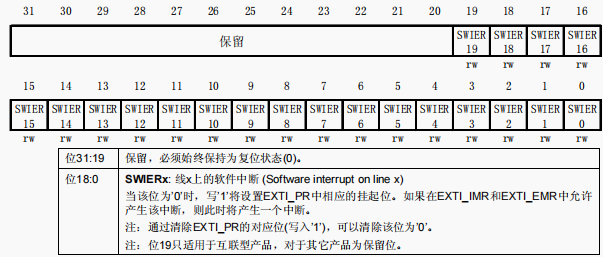 31 30 29 28 27 26 25 24 23 22 21 20 19 18 17 16
保留 SWIER 19 SWIER 18 SWIER 17 SWIER 16
rw rw rw rw
15 14 13 12 11 10 9 8 7 6 5 4 3 2 1 0
SWIER 15 SWIER 14 SWIER 13 SWIER 12 SWIER 11 SWIER 10 SWIER 9 SWIER 8 SWIER 7 SWIER 6 SWIER 5 SWIER 4 SWIER 3 SWIER 2 SWIER 1 SWIER 0
rw rw rw rw rw rw rw rw rw rw rw rw rw rw rw rw
位31:19 保留，必须始终保持为复位状态(0)。
位18:0 SWIERx: 线x上的软件中断 (Software interrupt on line x)
当该位为'0'时，写'1'将设置EXTI_PR中相应的挂起位。如果在EXTI_IMR和EXTI_EMR中允许
产生该中断，则此时将产生一个中断。
注：通过清除EXTI_PR的对应位(写入'1')，可以清除该位为'0'。
注：位19只适用于互联型产品，对于其它产品为保留位。